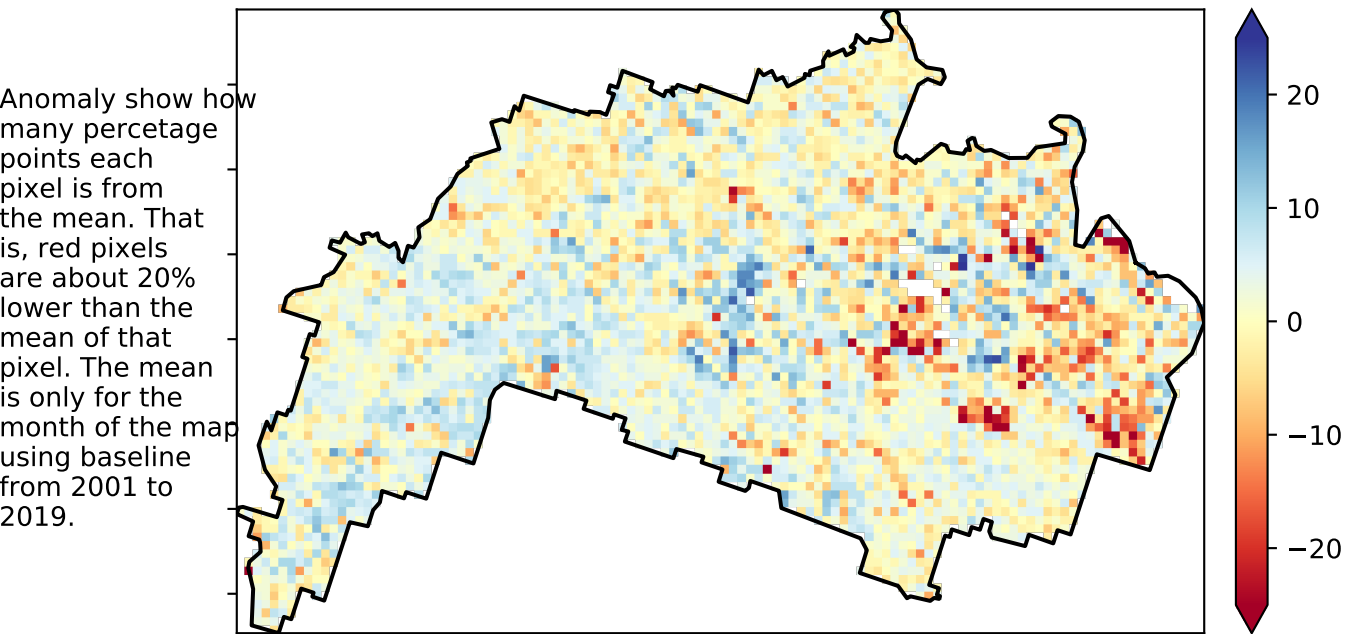 Anomaly show how
many percetage
points each
pixel is from
the mean. That
is, red pixels
are about 20%
lower than the
mean of that
pixel. The mean
is only for the
month of the map
using baseline
from 2001 to
2019.
20
10
0
−10
−20